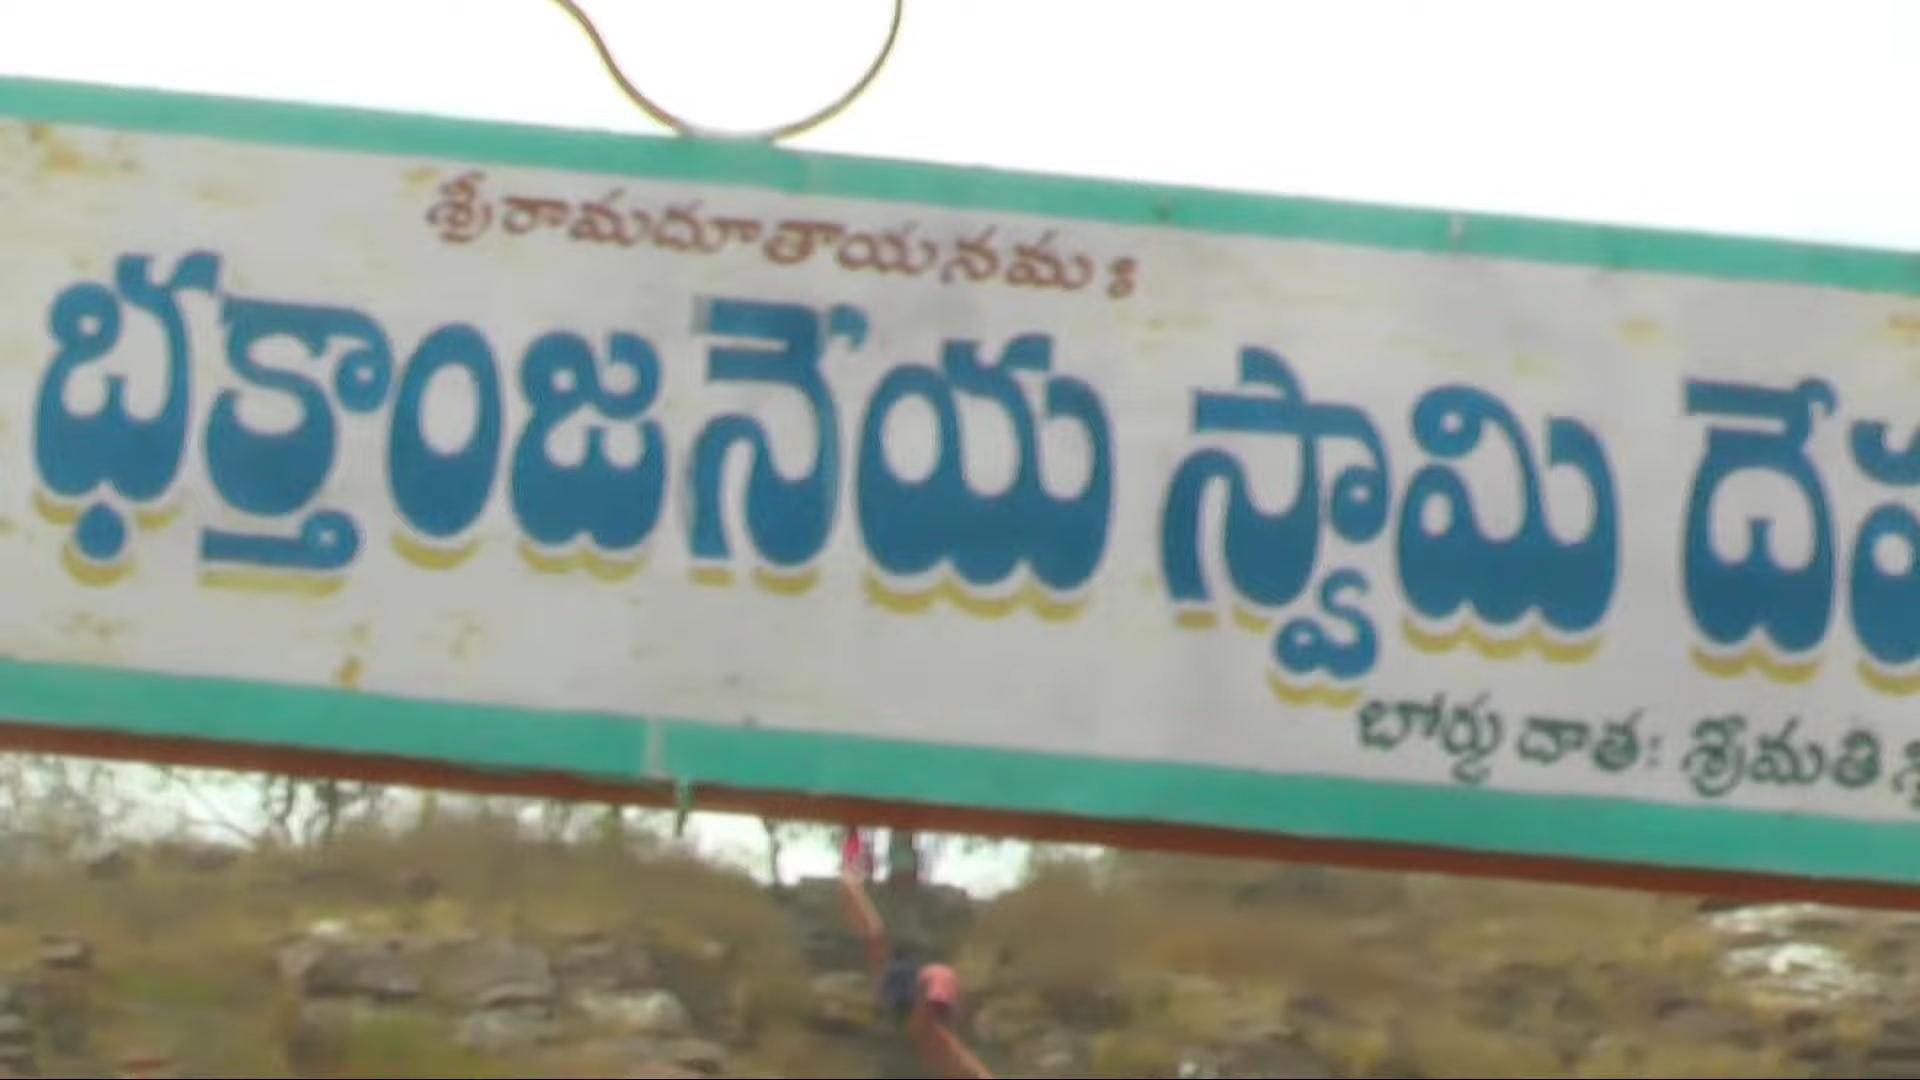 శ్రీరామదూతాయనమః
భక్తాంజనేయ స్వామి
బోర్డు దాత: శ్రీమతి